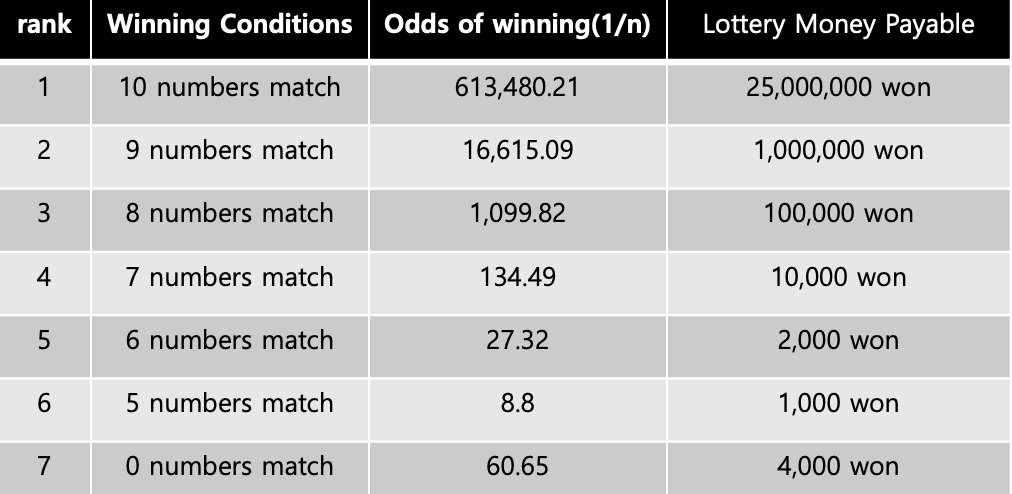 rank Winning Conditions Odds of winning(1/n) Lottery Money Payable
1 10 numbers match 613,480.21 25,000,000 won
2 9 numbers match 16,615.09 1,000,000 won
3 8 numbers match 1,099.82 100,000 won
4 7 numbers match 134.49 10,000 won
5 6 numbers match 27.32 2,000 won
6 5 numbers match 8.8 1,000 won
7 0 numbers match 60.65 4,000 won